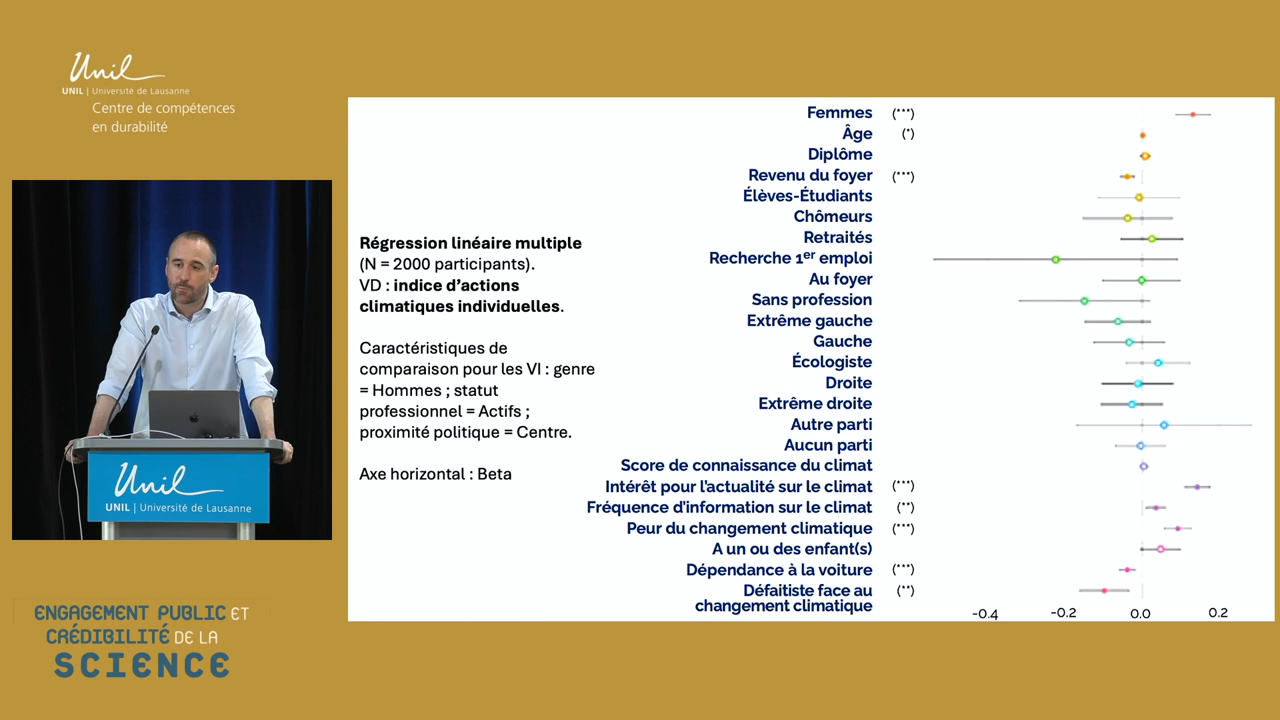 Unil
UNIL | Université de Lausanne
Centre de compétences
en durabilité
Unil
UNIL | Université de Lausanne
ENGAGEMENT PUBLIC ET
CRÉDIBILITÉ DE LA
SCIENCE
Régression linéaire multiple
(N = 2000 participants).
VD : indice d'actions
climatiques individuelles.
Caractéristiques de
comparaison pour les VI : genre
= Hommes ; statut
professionnel = Actifs ;
proximité politique = Centre.
Axe horizontal : Beta
Femmes (***)
Âge (*)
Diplôme
Revenu du foyer (***)
Élèves-Étudiants
Chômeurs
Retraités
Recherche 1er emploi
Au foyer
Sans profession
Extrême gauche
Gauche
Écologiste
Droite
Extrême droite
Autre parti
Aucun parti
Score de connaissance du climat
Intérêt pour l'actualité sur le climat (***)
Fréquence d'information sur le climat (**)
Peur du changement climatique (***)
A un ou des enfant(s)
Dépendance à la voiture (***)
Défaitiste face au (**)
changement climatique
-0.4 -0.2 0.0 0.2